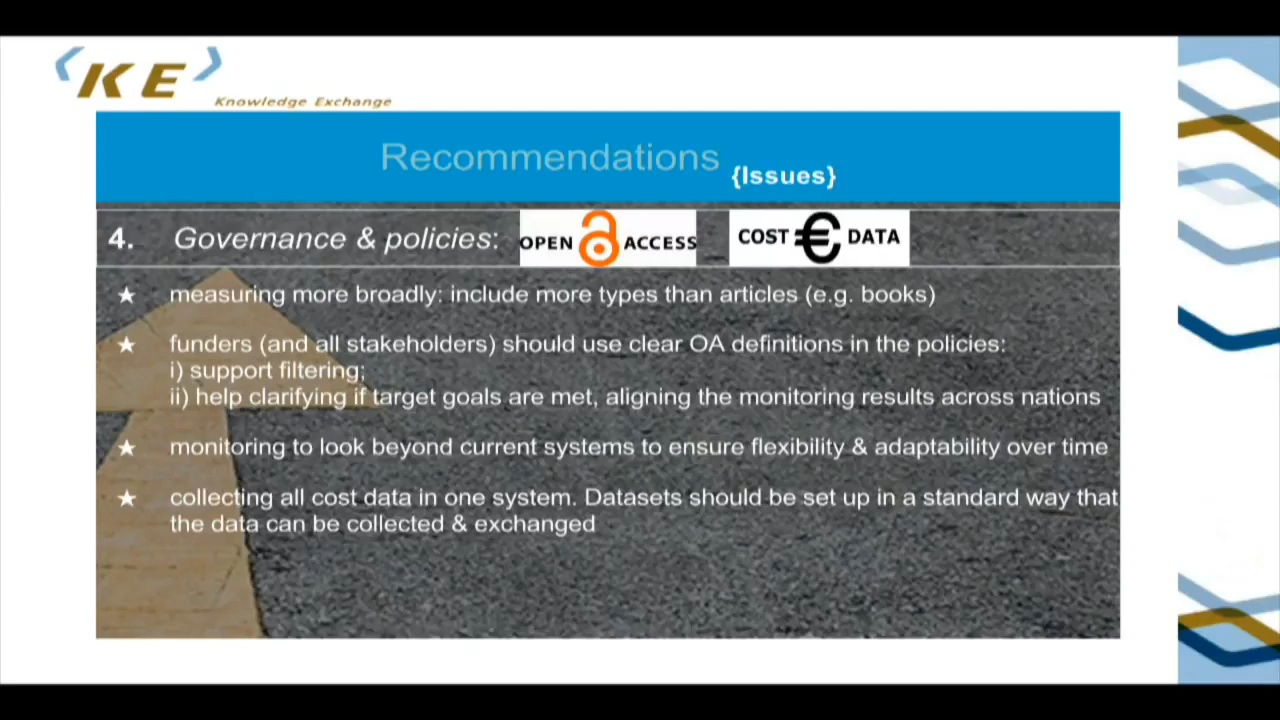 KE
Knowledge Exchange
Recommendations
{Issues}
4. Governance & policies: OPEN ACCESS COST € DATA
★ measuring more broadly: include more types than articles (e.g. books)
★ funders (and all stakeholders) should use clear OA definitions in the policies:
i) support filtering;
ii) help clarifying if target goals are met, aligning the monitoring results across nations
★ monitoring to look beyond current systems to ensure flexibility & adaptability over time
★ collecting all cost data in one system. Datasets should be set up in a standard way that
the data can be collected & exchanged